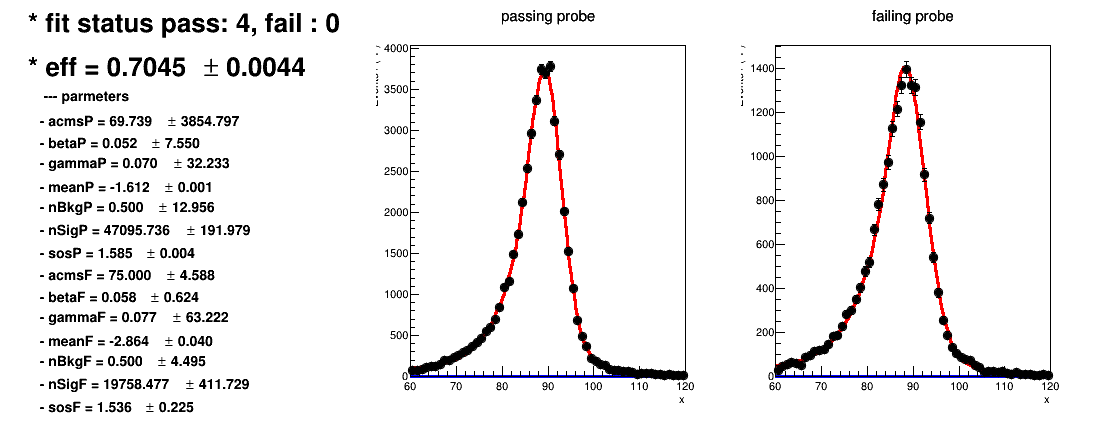 * fit status pass: 4, fail : 0
* eff = 0.7045 ± 0.0044
--- parmeters
- acmsP = 69.739 ± 3854.797
- betaP = 0.052 ± 7.550
- gammaP = 0.070 ± 32.233
- meanP = -1.612 ± 0.001
- nBkgP = 0.500 ± 12.956
- nSigP = 47095.736 ± 191.979
- sosP = 1.585 ± 0.004
- acmsF = 75.000 ± 4.588
- betaF = 0.058 ± 0.624
- gammaF = 0.077 ± 63.222
- meanF = -2.864 ± 0.040
- nBkgF = 0.500 ± 4.495
- nSigF = 19758.477 ± 411.729
- sosF = 1.536 ± 0.225
passing probe
4000
3500
3000
2500
2000
1500
1000
500
0
60 70 80 90 100 110 120
x
failing probe
1400
1200
1000
800
600
400
200
0
60 70 80 90 100 110 120
x